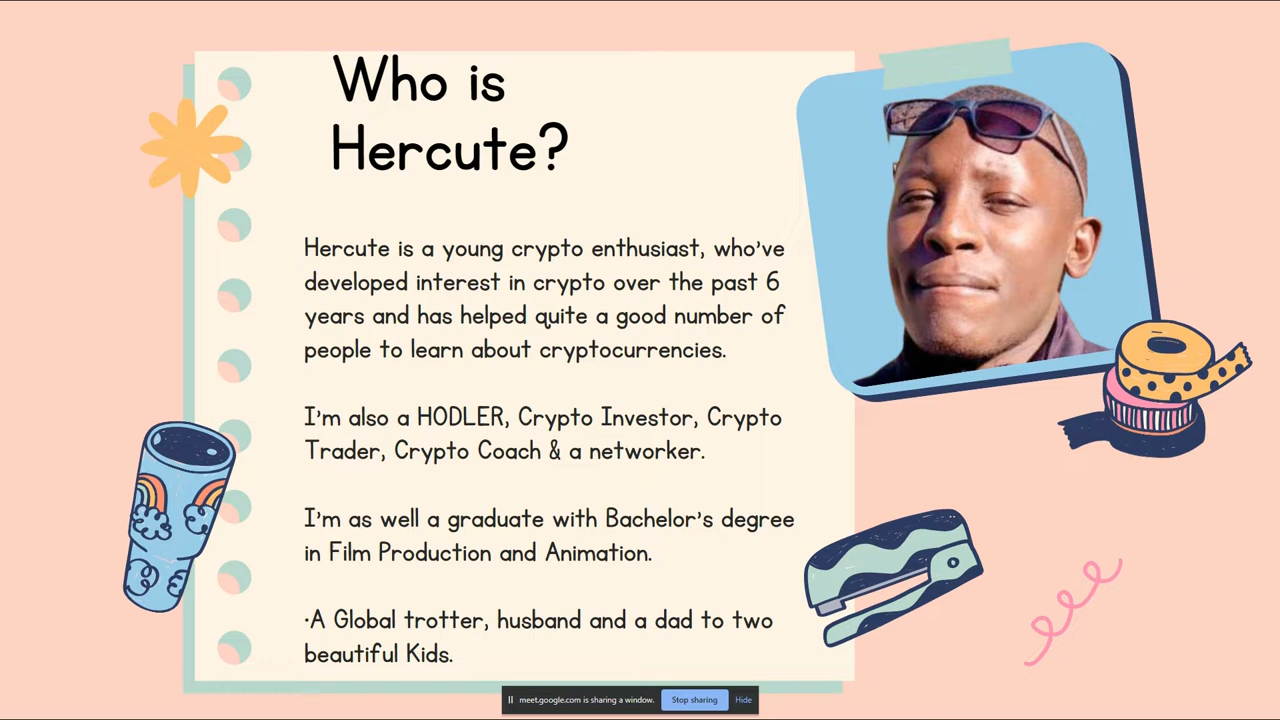 Who is
Hercute?
Hercute is a young crypto enthusiast, who've
developed interest in crypto over the past 6
years and has helped quite a good number of
people to learn about cryptocurrencies.
I'm also a HODLER, Crypto Investor, Crypto
Trader, Crypto Coach & a networker.
I'm as well a graduate with Bachelor's degree
in Film Production and Animation.
·A Global trotter, husband and a dad to two
beautiful Kids.
meet.google.com is sharing a window. Stop sharing Hide